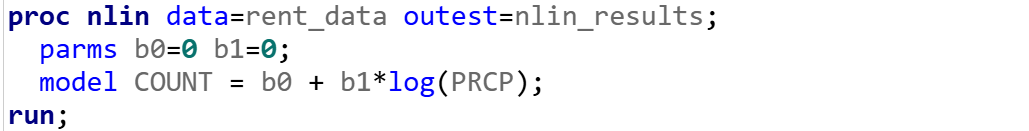 proc nlin data=rent_data outest=nlin_results;
  parms b0=0 b1=0;
  model COUNT = b0 + b1*log(PRCP);
run;